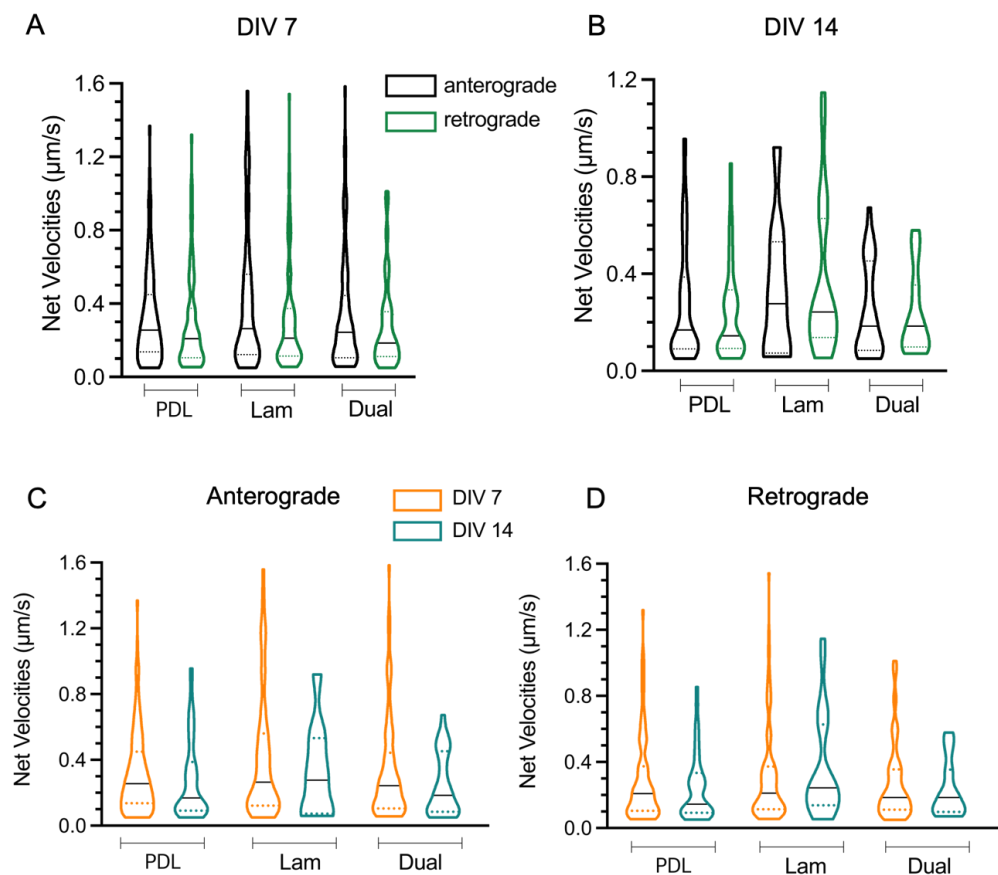 A
DIV 7
Net Velocities (μm/s)
1.6
1.2
0.8
0.4
0.0
PDL
Lam
Dual
anterograde
retrograde
B
DIV 14
Net Velocities (μm/s)
1.2
0.8
0.4
0.0
PDL
Lam
Dual
C
Anterograde
DIV 7
DIV 14
Net Velocities (μm/s)
1.6
1.2
0.8
0.4
0.0
PDL
Lam
Dual
D
Retrograde
Net Velocities (μm/s)
1.6
1.2
0.8
0.4
0.0
PDL
Lam
Dual